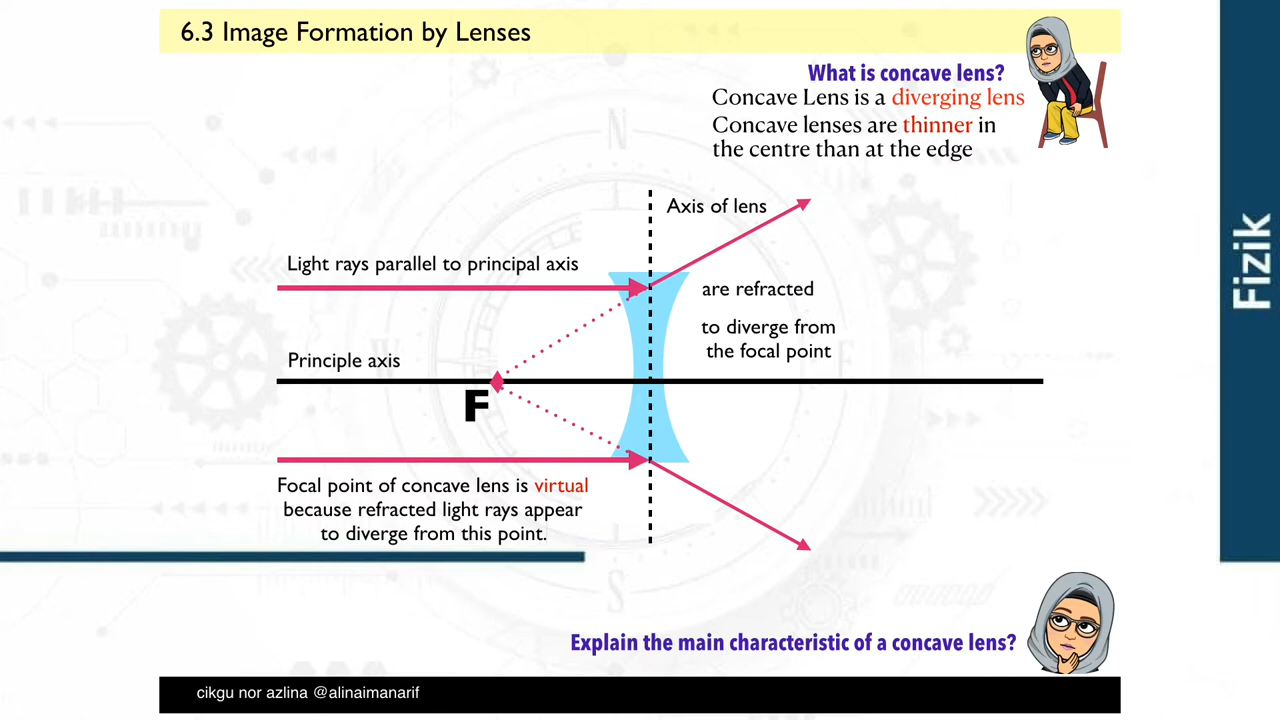 6.3 Image Formation by Lenses
What is concave lens?
Concave Lens is a diverging lens
Concave lenses are thinner in
the centre than at the edge
N
Axis of lens
Light rays parallel to principal axis
are refracted
to diverge from
the focal point
Principle axis
W
E
F
Focal point of concave lens is virtual
because refracted light rays appear
to diverge from this point.
S
Explain the main characteristic of a concave lens?
cikgu nor azlina @alinaimanarif
Fizik